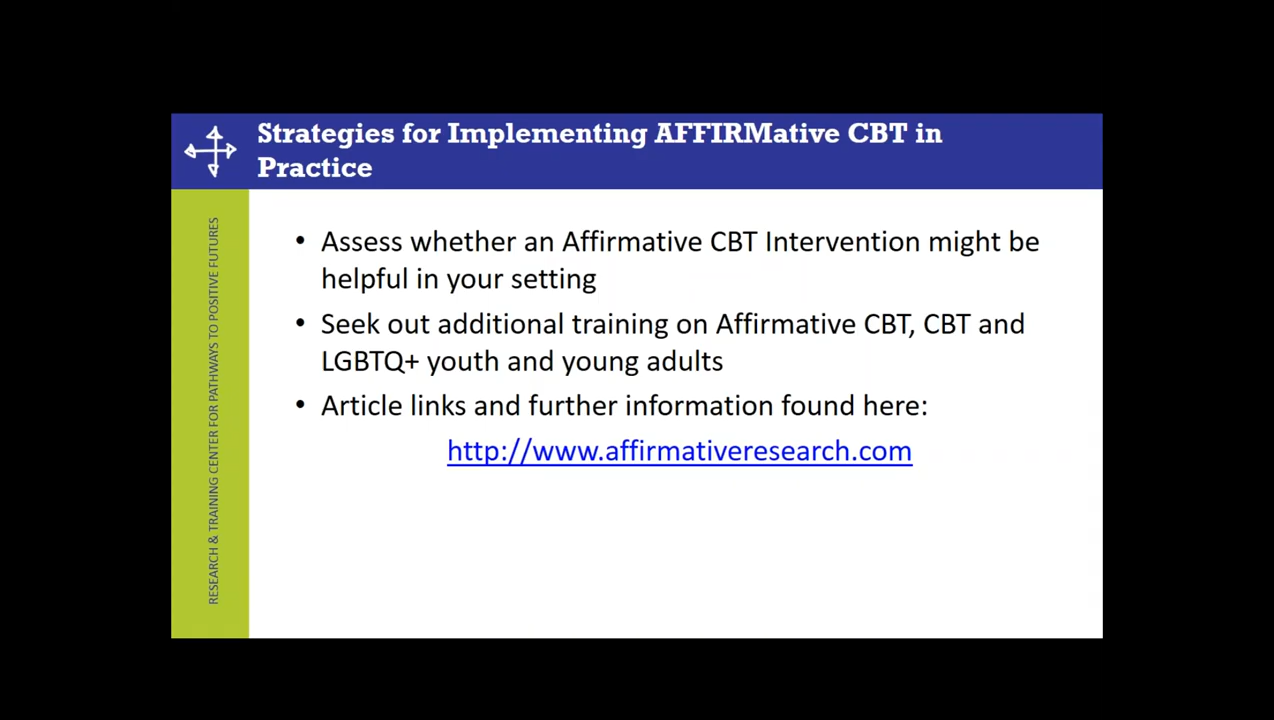 Strategies for Implementing AFFIRMative CBT in
Practice
RESEARCH & TRAINING CENTER FOR PATHWAYS TO POSITIVE FUTURES
• Assess whether an Affirmative CBT Intervention might be
helpful in your setting
• Seek out additional training on Affirmative CBT, CBT and
LGBTQ+ youth and young adults
• Article links and further information found here:
http://www.affirmativeresearch.com